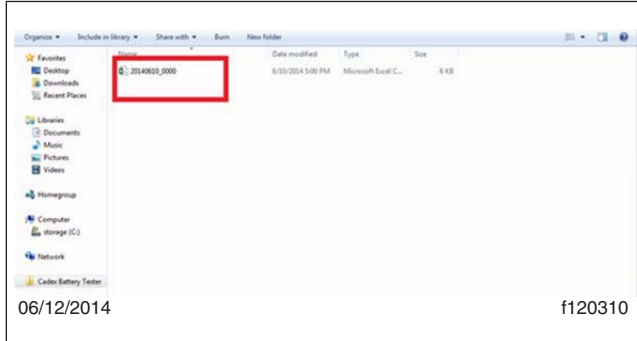 Organize Include in library Share with Burn New folder
Name Date modified Type Size
Favorites
Desktop
Downloads
Recent Places
20140610_0000 6/10/2014 5:00 PM Microsoft Excel C... 6 KB
Libraries
Documents
Music
Pictures
Videos
Homegroup
Computer
storage (C:)
Network
Cadex Battery Tester
06/12/2014 f120310